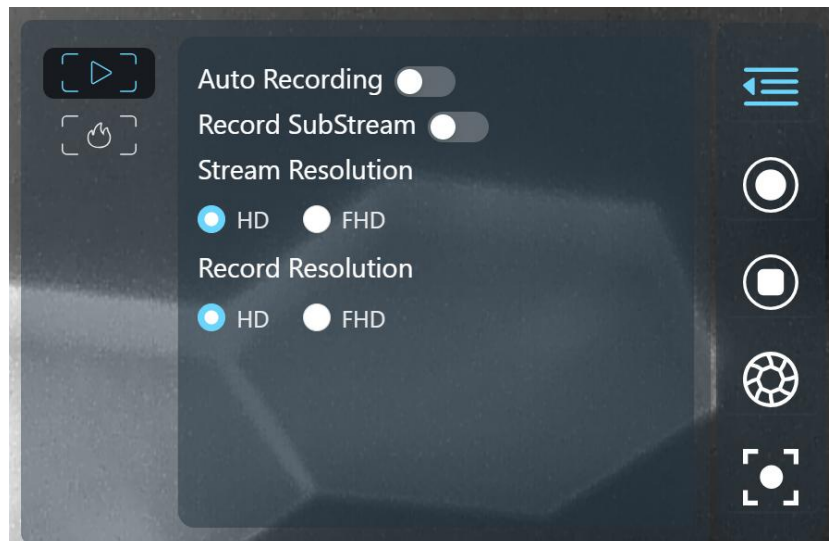 Auto Recording
Record SubStream
Stream Resolution
HD FHD
Record Resolution
HD FHD